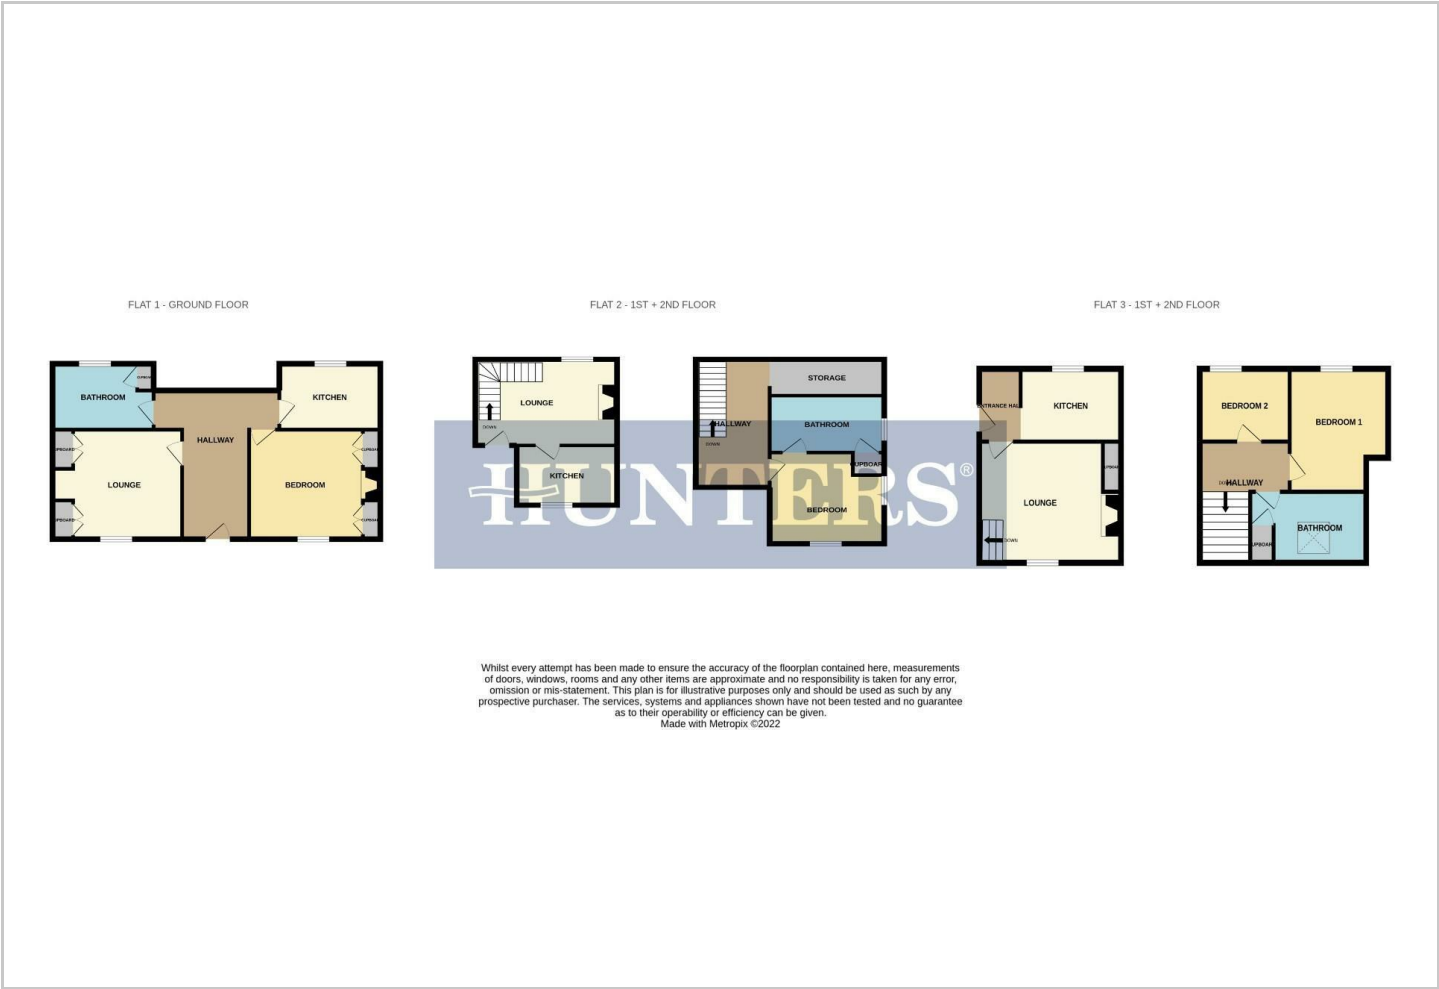 FLAT 1 - GROUND FLOOR
FLAT 2 - 1ST + 2ND FLOOR
FLAT 3 - 1ST + 2ND FLOOR
BATHROOM
KITCHEN
HALLWAY
LOUNGE
BEDROOM
LOUNGE
DOWN
KITCHEN
STORAGE
HALLWAY
DOWN
BATHROOM
CUPBOARD
BEDROOM
HUNTERS®
ENTRANCE HALL
KITCHEN
LOUNGE
DOWN
BEDROOM 2
BEDROOM 1
HALLWAY
BATHROOM
Whilst every attempt has been made to ensure the accuracy of the floorplan contained here, measurements
of doors, windows, rooms and any other items are approximate and no responsibility is taken for any error,
omission or mis-statement. This plan is for illustrative purposes only and should be used as such by any
prospective purchaser. The services, systems and appliances shown have not been tested and no guarantee
as to their operability or efficiency can be given.
Made with Metropix ©2022